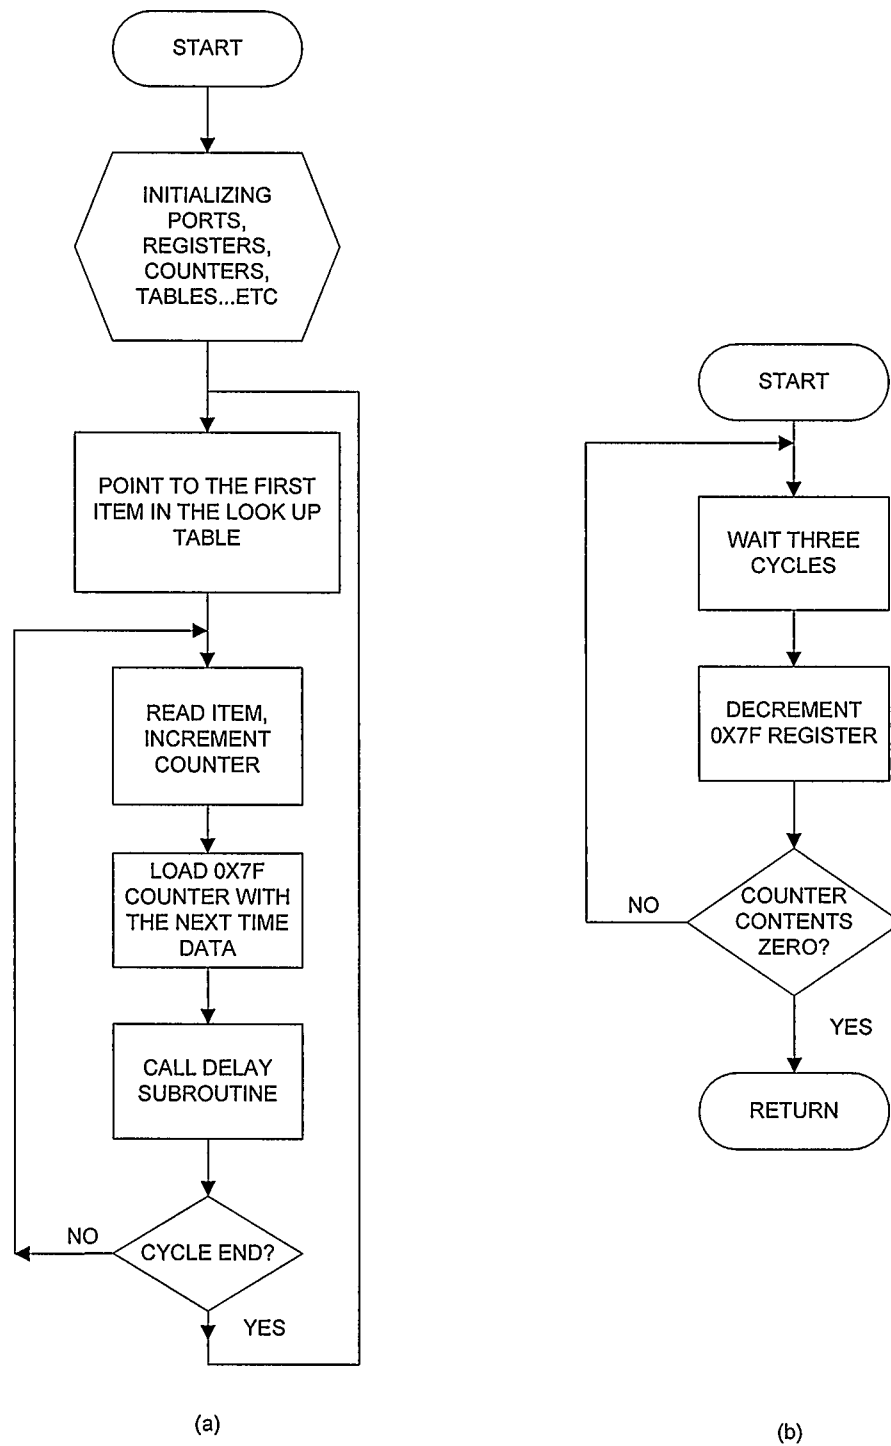 START
INITIALIZING
PORTS,
REGISTERS,
COUNTERS,
TABLES...ETC
POINT TO THE FIRST
ITEM IN THE LOOK UP
TABLE
READ ITEM,
INCREMENT
COUNTER
LOAD 0X7F
COUNTER WITH
THE NEXT TIME
DATA
CALL DELAY
SUBROUTINE
NO
CYCLE END?
YES
(a)
START
WAIT THREE
CYCLES
DECREMENT
0X7F REGISTER
NO
COUNTER
CONTENTS
ZERO?
YES
RETURN
(b)